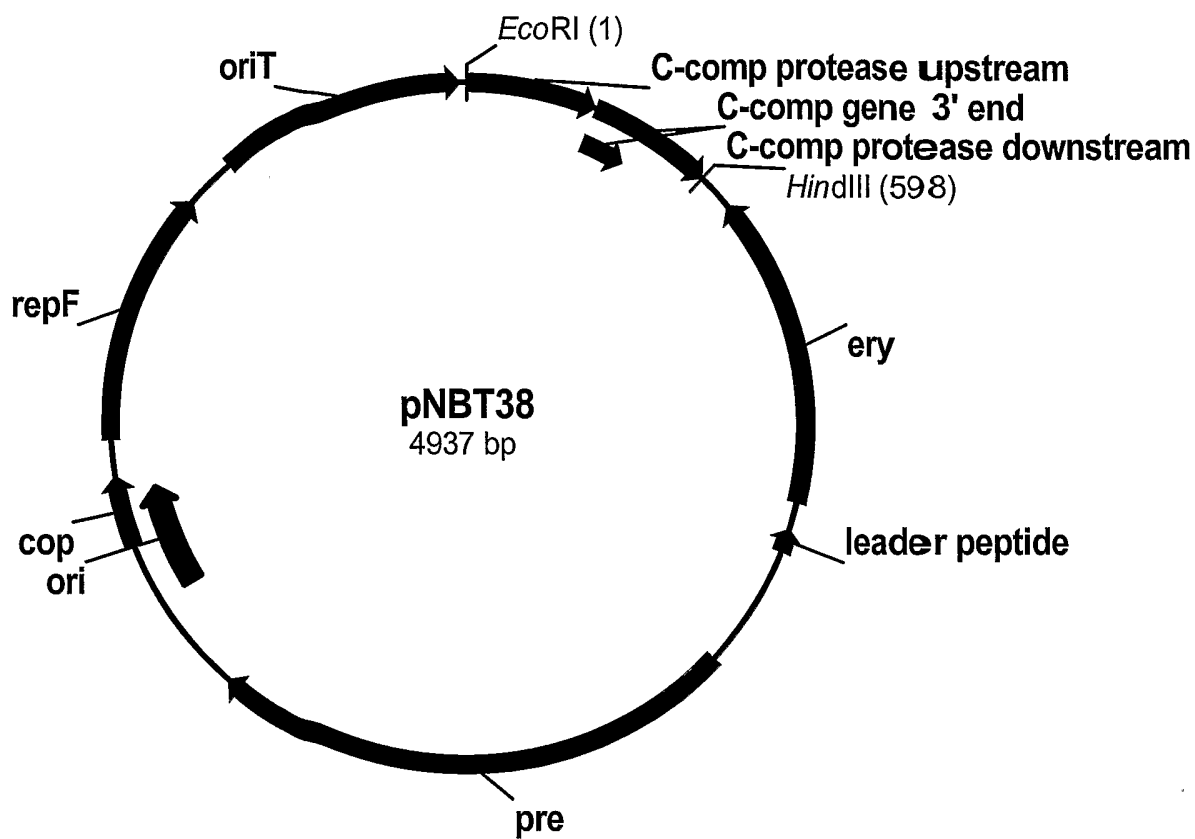 EcoRI (1)
oriT
C-comp protease upstream
C-comp gene 3' end
C-comp protease downstream
HindIII (598)
repF
ery
pNBT38
4937 bp
cop
ori
leader peptide
pre